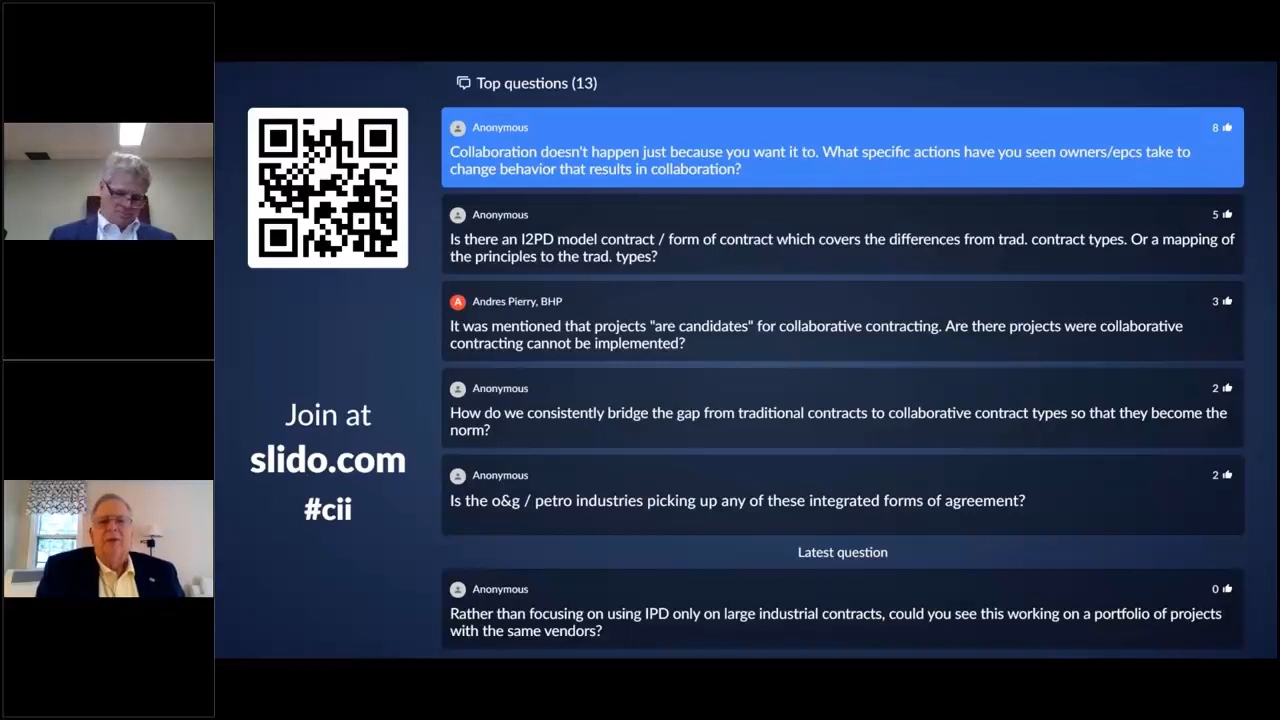 Top questions (13)
Anonymous
8
Collaboration doesn't happen just because you want it to. What specific actions have you seen owners/epcs take to
change behavior that results in collaboration?
Anonymous
5
Is there an I2PD model contract / form of contract which covers the differences from trad. contract types. Or a mapping of
the principles to the trad. types?
A
Andres Pierry, BHP
3
It was mentioned that projects "are candidates" for collaborative contracting. Are there projects were collaborative
contracting cannot be implemented?
Anonymous
2
How do we consistently bridge the gap from traditional contracts to collaborative contract types so that they become the
norm?
Anonymous
2
Is the o&g / petro industries picking up any of these integrated forms of agreement?
Latest question
Anonymous
0
Rather than focusing on using IPD only on large industrial contracts, could you see this working on a portfolio of projects
with the same vendors?
Join at
slido.com
#cii